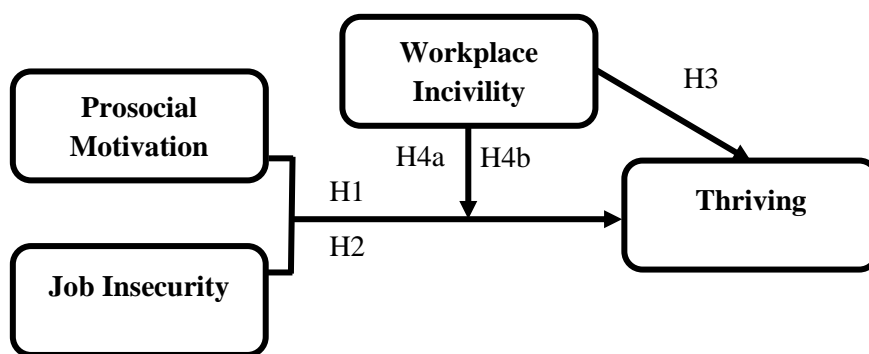 Workplace
Incivility
H3
Prosocial
Motivation
H4a
H4b
H1
Thriving
H2
Job Insecurity